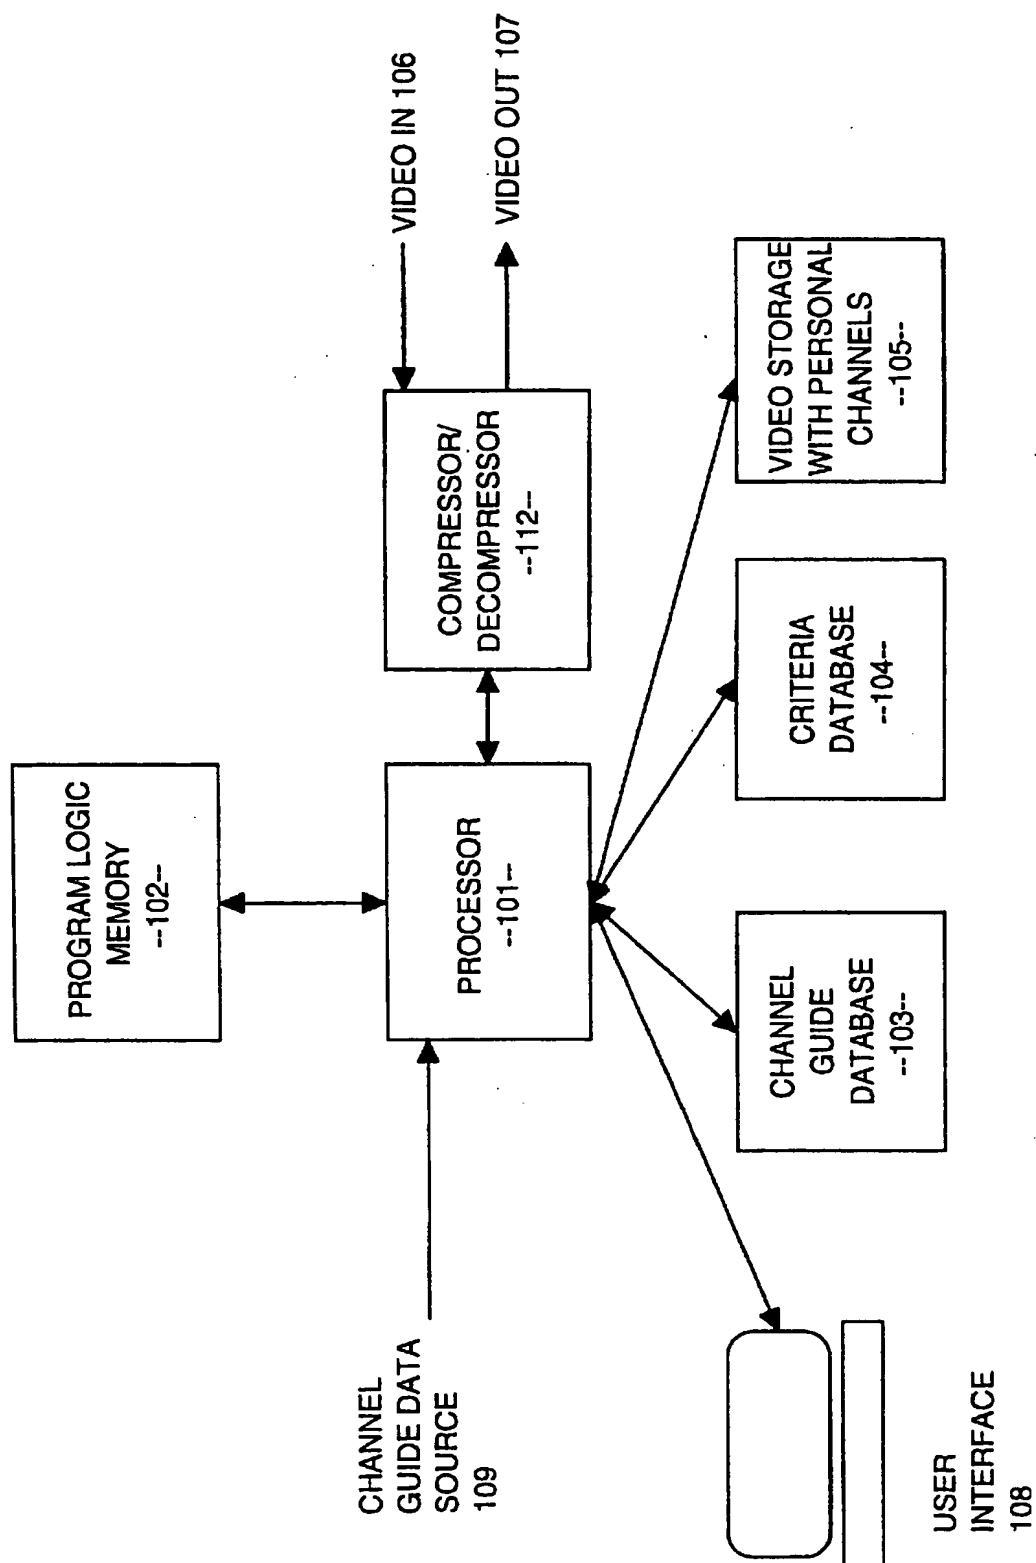 PROGRAM LOGIC
MEMORY
--102--
CHANNEL
GUIDE DATA
SOURCE
109
PROCESSOR
--101--
COMPRESSOR/
DECOMPRESSOR
--112--
VIDEO IN 106
VIDEO OUT 107
USER
INTERFACE
108
CHANNEL
GUIDE
DATABASE
--103--
CRITERIA
DATABASE
--104--
VIDEO STORAGE
WITH PERSONAL
CHANNELS
--105--